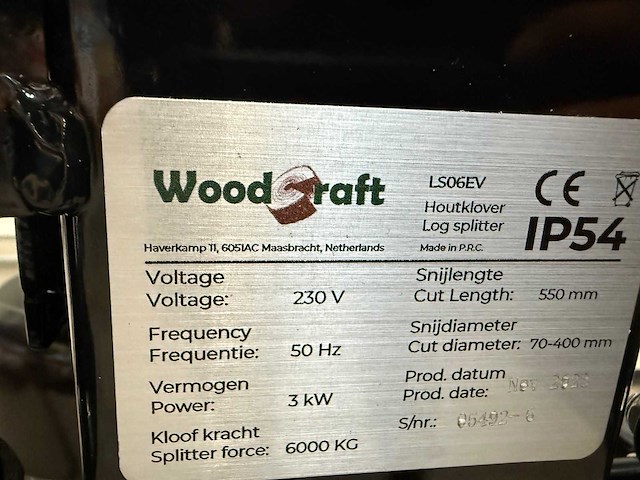 WoodCraft
LS06EV
Houtklover
Log splitter
CE
IP54
Haverkamp 11, 6051AC Maasbracht, Netherlands
Made in P.R.C.
Voltage
Voltage: 230 V
Frequency
Frequentie: 50 Hz
Vermogen
Power: 3 kW
Kloof kracht
Splitter force: 6000 KG
Snijlengte
Cut Length: 550 mm
Snijdiameter
Cut diameter: 70-400 mm
Prod. datum
Prod. date: Nov
S/nr.: